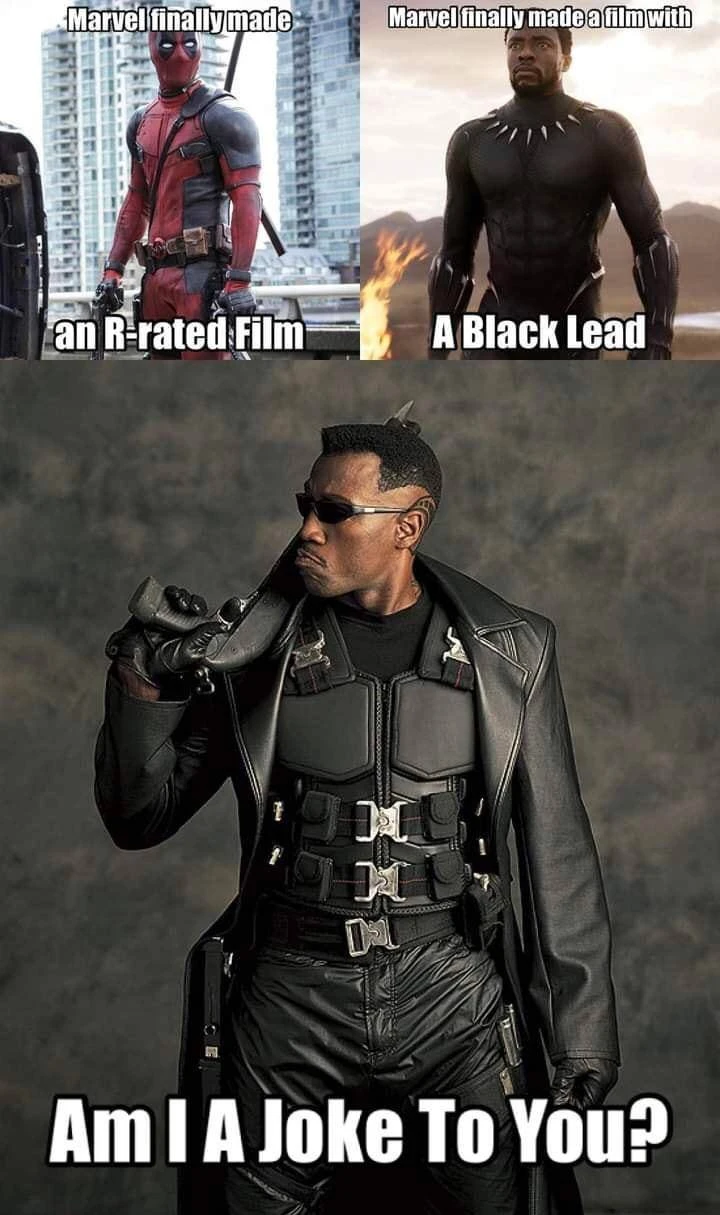 Marvel finally made
an R-rated Film
Marvel finally made a film with
A Black Lead
Am I A Joke To You?